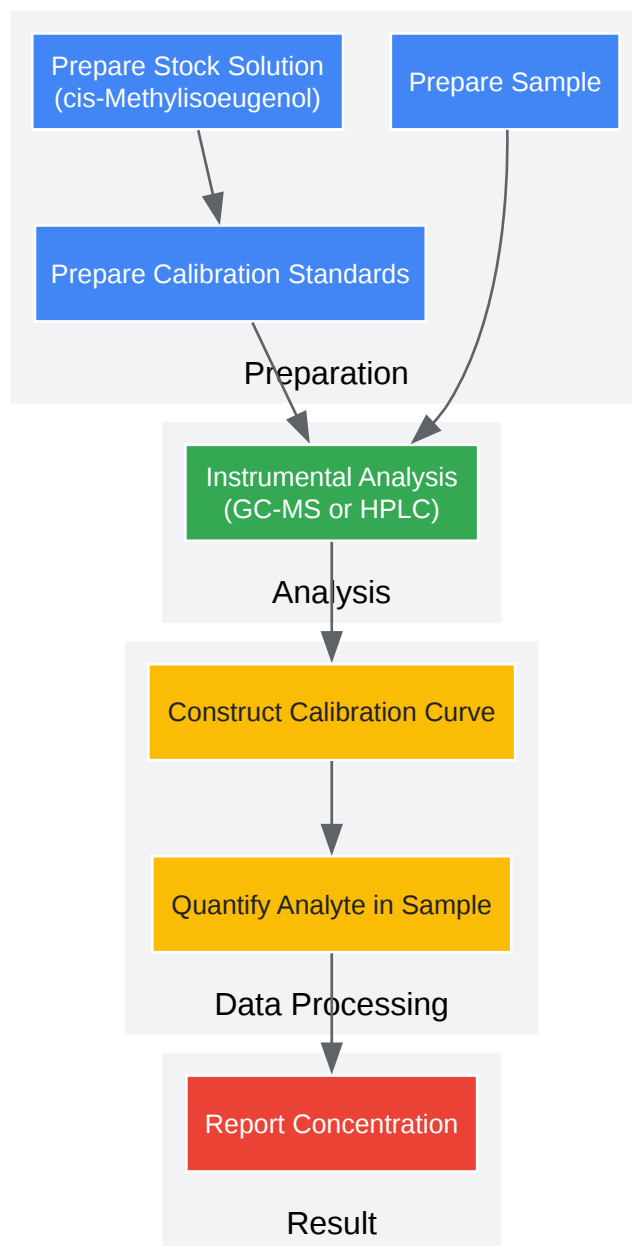 Prepare Stock Solution
(cis-Methylisoeugenol)
Prepare Sample
Prepare Calibration Standards
Preparation
Instrumental Analysis
(GC-MS or HPLC)
Analysis
Construct Calibration Curve
Quantify Analyte in Sample
Data Processing
Report Concentration
Result